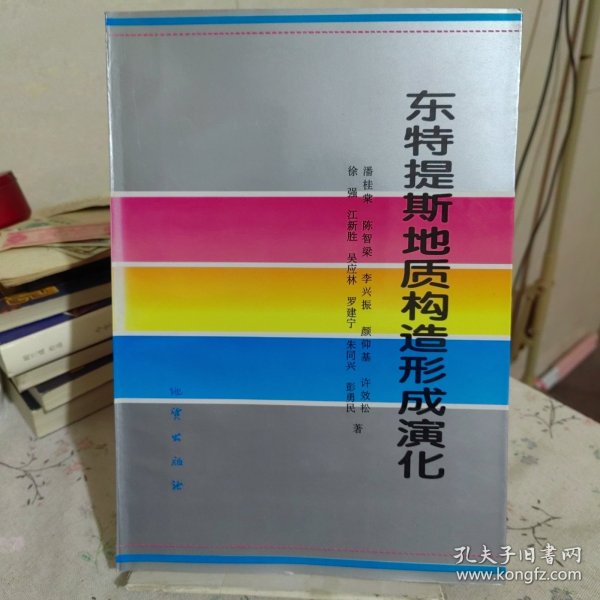 东特提斯地质构造形成演化
潘桂棠 陈智梁 李兴振 颜仰基 许效松
徐强 江新胜 吴应林 罗建宁 朱同兴 彭勇民 著
地质出版社
孔夫子旧书网
www.kongfz.com